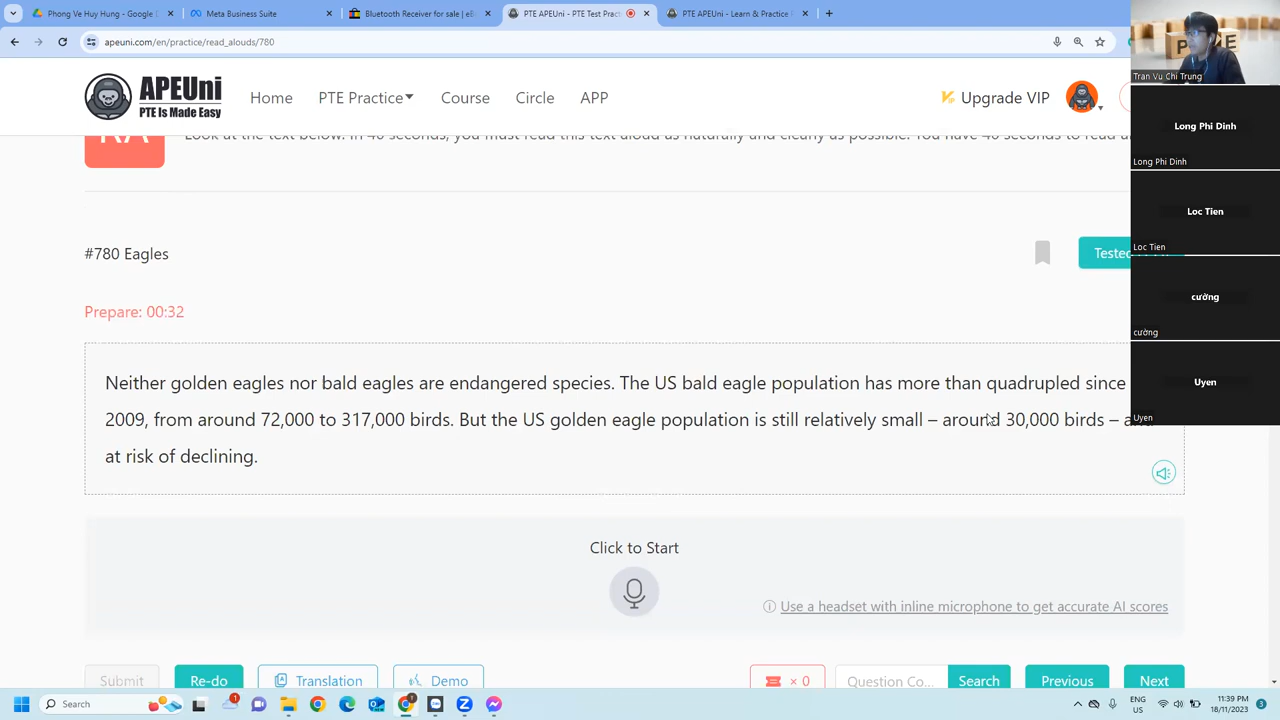 Phong Ve Huy Hung - Google D
Meta Business Suite
Bluetooth Receiver for sale | eB
PTE APEUni - PTE Test Practi
PTE APEUni - Learn & Practice P
apeuni.com/en/practice/read_alouds/780
APEUni
PTE Is Made Easy
Home
PTE Practice
Course
Circle
APP
Upgrade VIP
Tran Vu Chi Trung
Long Phi Dinh
Long Phi Dinh
Loc Tien
Loc Tien
cường
cường
Uyen
Uyen
RA
Look at the text below. In 40 seconds, you must read this text aloud as naturally and clearly as possible. You have 40 seconds to read a
#780 Eagles
Tested
Prepare: 00:32
Neither golden eagles nor bald eagles are endangered species. The US bald eagle population has more than quadrupled since
2009, from around 72,000 to 317,000 birds. But the US golden eagle population is still relatively small – around 30,000 birds – and
at risk of declining.
Click to Start
Use a headset with inline microphone to get accurate AI scores
Submit
Re-do
Translation
Demo
× 0
Question Co...
Search
Previous
Next
Search
1
ENG
US
11:39 PM
18/11/2023
3